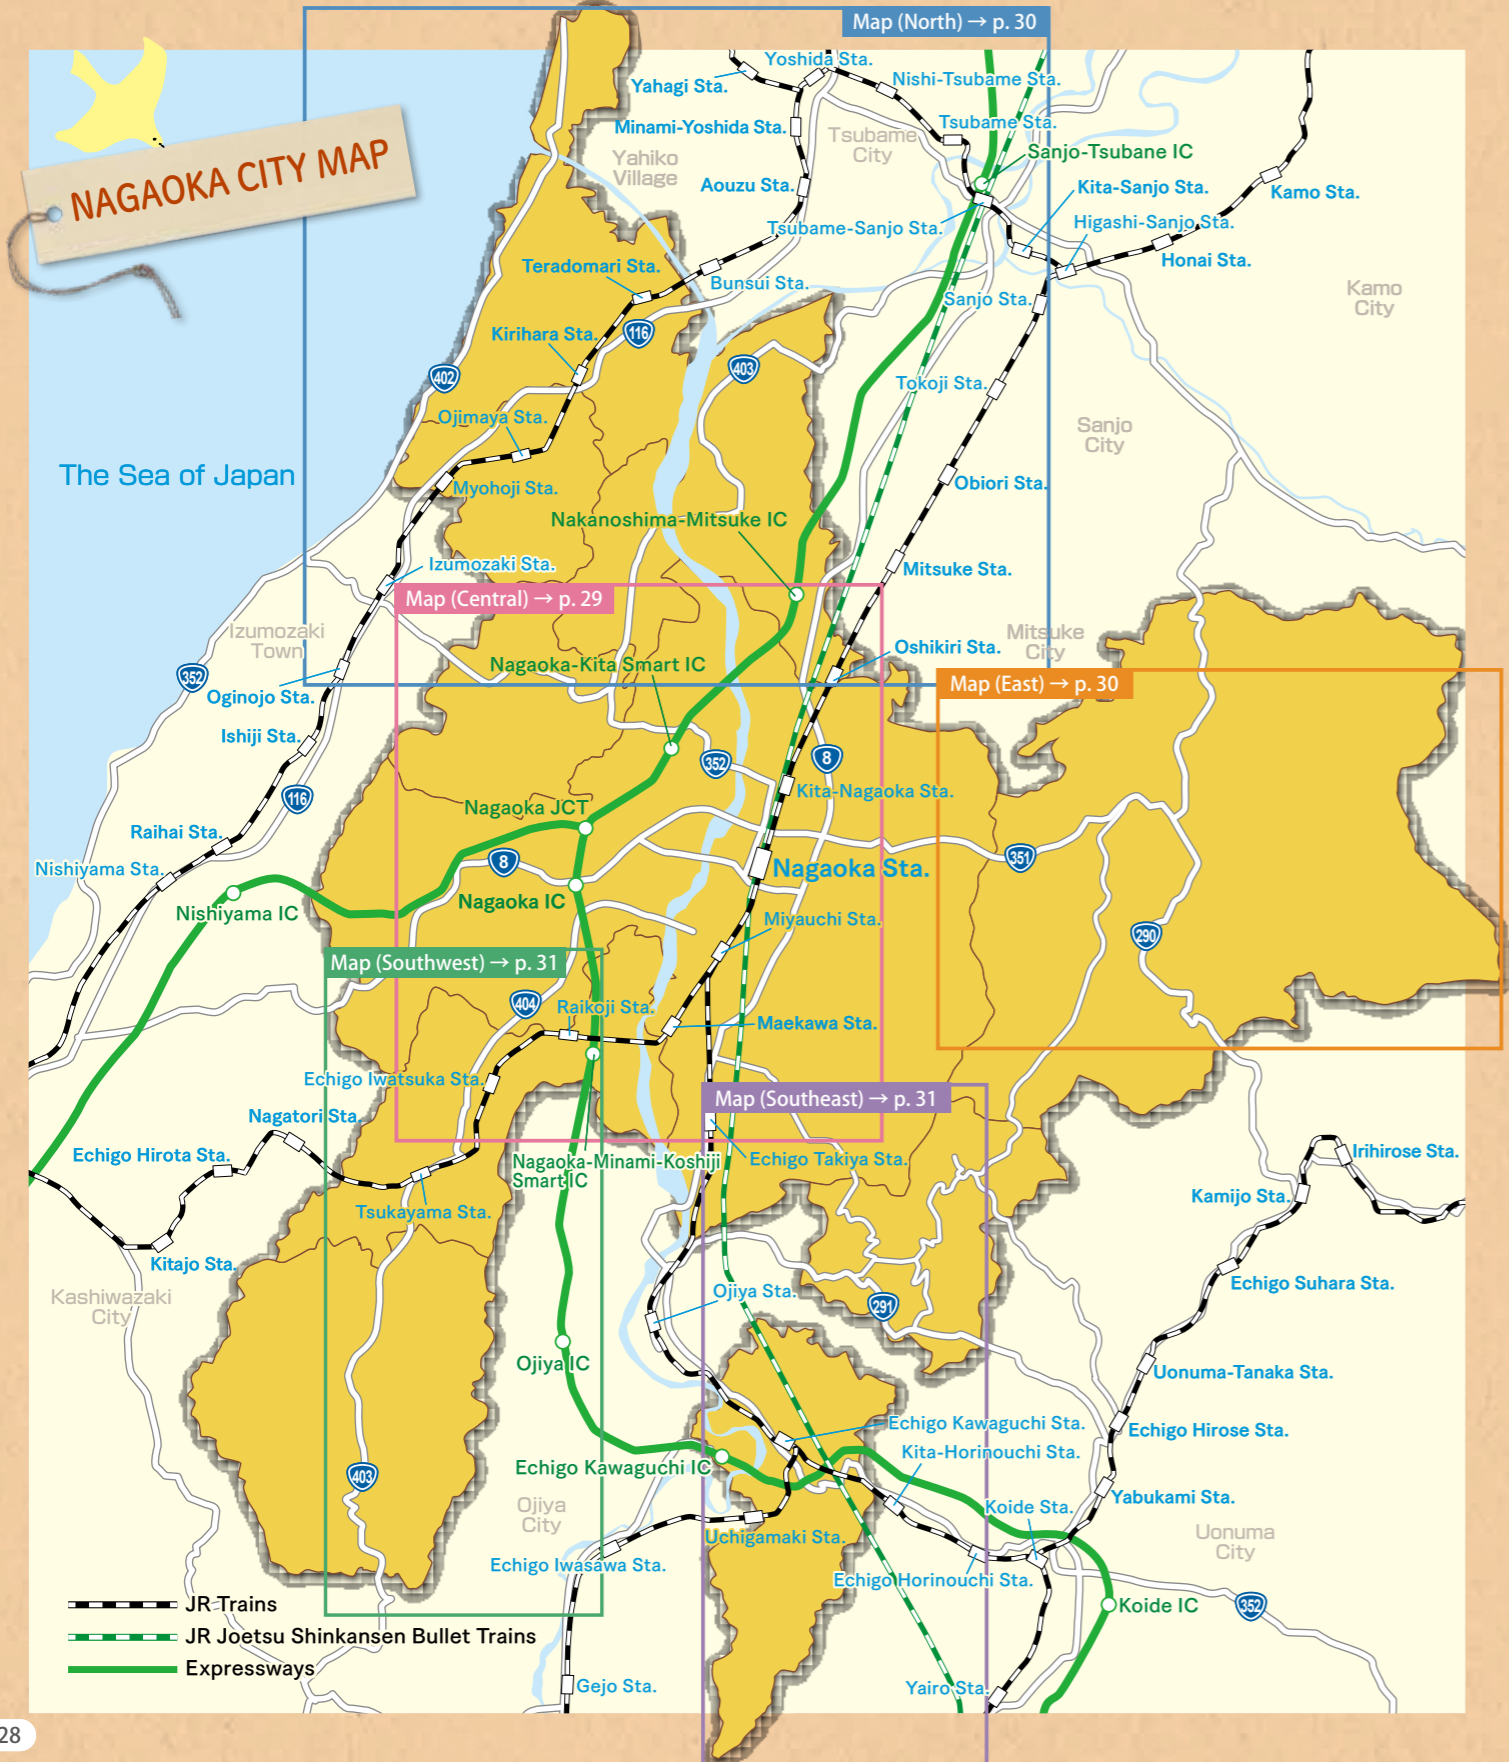 Map (North) → p. 30
NAGAOKA CITY MAP
Yoshida Sta.
Yahagi Sta.
Nishi-Tsubame Sta.
Minami-Yoshida Sta.
Tsubame
City
Tsubame Sta.
Sanjo-Tsubane IC
Yahiko
Village
Aouzu Sta.
Kita-Sanjo Sta.
Kamo Sta.
Tsubame-Sanjo Sta.
Higashi-Sanjo Sta.
Honai Sta.
Teradomari Sta.
Bunsui Sta.
Sanjo Sta.
Kamo
City
Kirihara Sta.
116
403
402
Tokoji Sta.
Ojimaya Sta.
Sanjo
City
The Sea of Japan
Myohoji Sta.
Obiori Sta.
Nakanoshima-Mitsuke IC
Izumozaki Sta.
Mitsuke Sta.
Map (Central) → p. 29
Izumozaki
Town
Mitsuke
City
Oshikiri Sta.
Nagaoka-Kita Smart IC
352
Oginojo Sta.
Map (East) → p. 30
Ishiji Sta.
352
8
Kita-Nagaoka Sta.
116
Nagaoka JCT
Raihai Sta.
8
351
Nishiyama Sta.
Nagaoka Sta.
Nagaoka IC
Nishiyama IC
Miyauchi Sta.
290
Map (Southwest) → p. 31
404
Raikoji Sta.
Maekawa Sta.
Echigo Iwatsuka Sta.
Map (Southeast) → p. 31
Nagatori Sta.
Echigo Hirota Sta.
Nagaoka-Minami-Koshiji
Smart IC
Echigo Takiya Sta.
Irihirose Sta.
Kamijo Sta.
Tsukayama Sta.
Kitajo Sta.
Echigo Suhara Sta.
Kashiwazaki
City
Ojiya Sta.
291
Ojiya IC
Uonuma-Tanaka Sta.
Echigo Kawaguchi Sta.
Echigo Hirose Sta.
Kita-Horinouchi Sta.
Echigo Kawaguchi IC
403
Yabukami Sta.
Koide Sta.
Ojiya
City
Uchigamaki Sta.
Uonuma
City
Echigo Iwasawa Sta.
Echigo Horinouchi Sta.
Koide IC
352
JR Trains
JR Joetsu Shinkansen Bullet Trains
Expressways
Gejo Sta.
Yairo Sta.
28